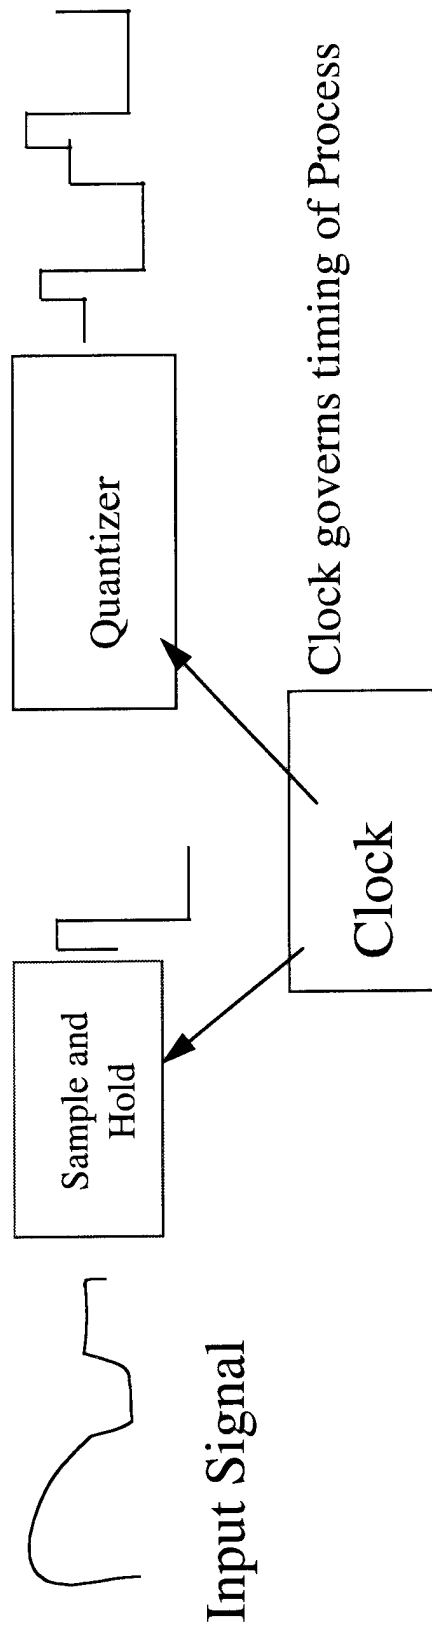 Input Signal
Sample and
Hold
Quantizer
Clock
Clock governs timing of Process